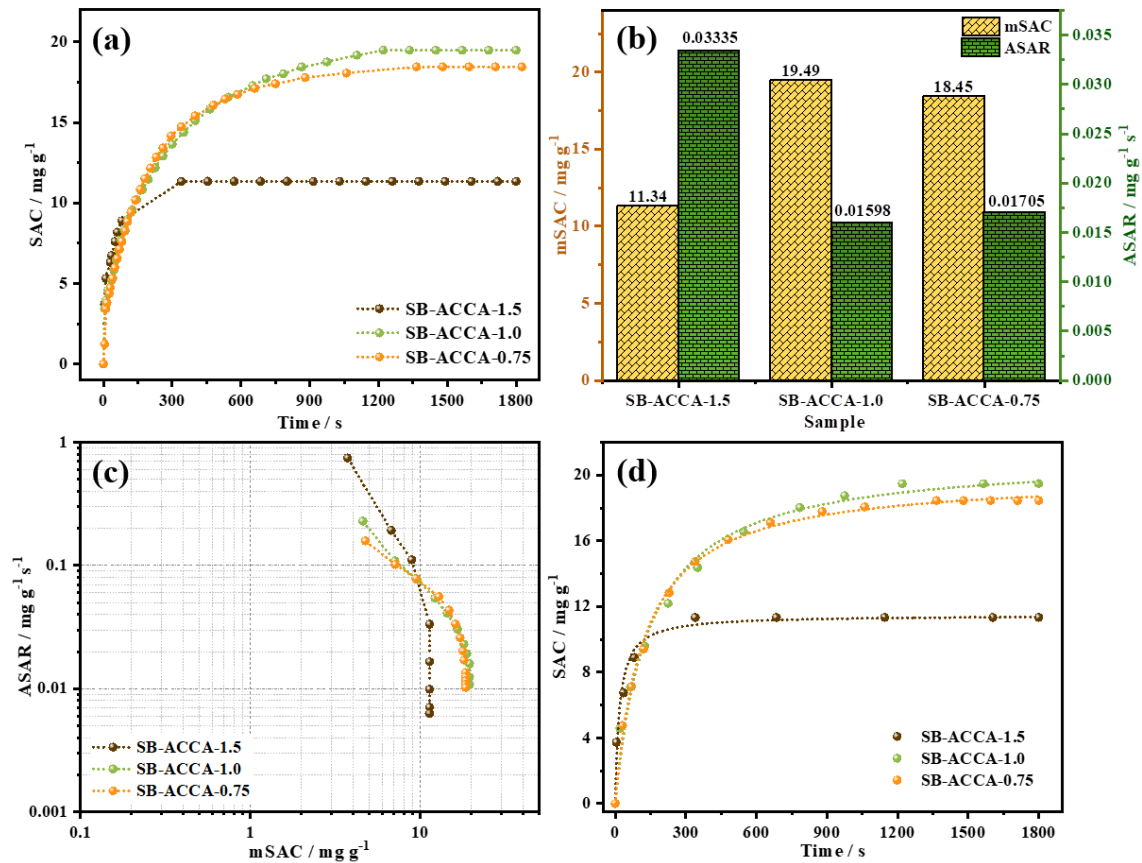 (a)
SAC / mg g-1
20
15
10
5
0
0 300 600 900 1200 1500 1800
Time / s
SB-ACCA-1.5
SB-ACCA-1.0
SB-ACCA-0.75
(b)
mSAC
ASAR
mSAC / mg g-1
20
15
10
5
0
ASAR / mg g-1 s-1
0.035
0.030
0.025
0.020
0.015
0.010
0.005
0.000
11.34
0.03335
19.49
0.01598
18.45
0.01705
SB-ACCA-1.5 SB-ACCA-1.0 SB-ACCA-0.75
Sample
(c)
ASAR / mg g-1 s-1
1
0.1
0.01
0.001
0.1 1 10
mSAC / mg g-1
SB-ACCA-1.5
SB-ACCA-1.0
SB-ACCA-0.75
(d)
SAC / mg g-1
20
16
12
8
4
0
0 300 600 900 1200 1500 1800
Time / s
SB-ACCA-1.5
SB-ACCA-1.0
SB-ACCA-0.75